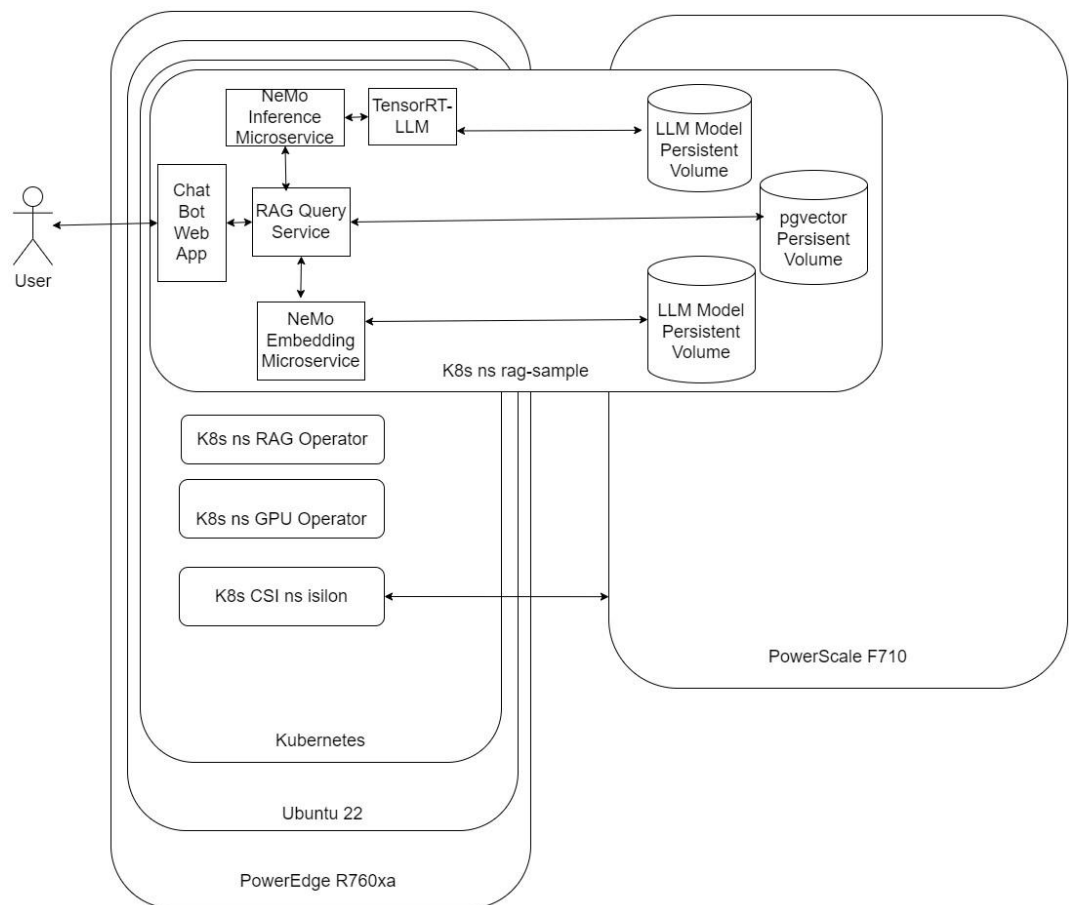 NeMo
Inference
Microservice
TensorRT-
LLM
LLM Model
Persistent
Volume
Chat
Bot
Web
App
RAG Query
Service
pgvector
Persisent
Volume
User
NeMo
Embedding
Microservice
LLM Model
Persistent
Volume
K8s ns rag-sample
K8s ns RAG Operator
K8s ns GPU Operator
K8s CSI ns isilon
PowerScale F710
Kubernetes
Ubuntu 22
PowerEdge R760xa